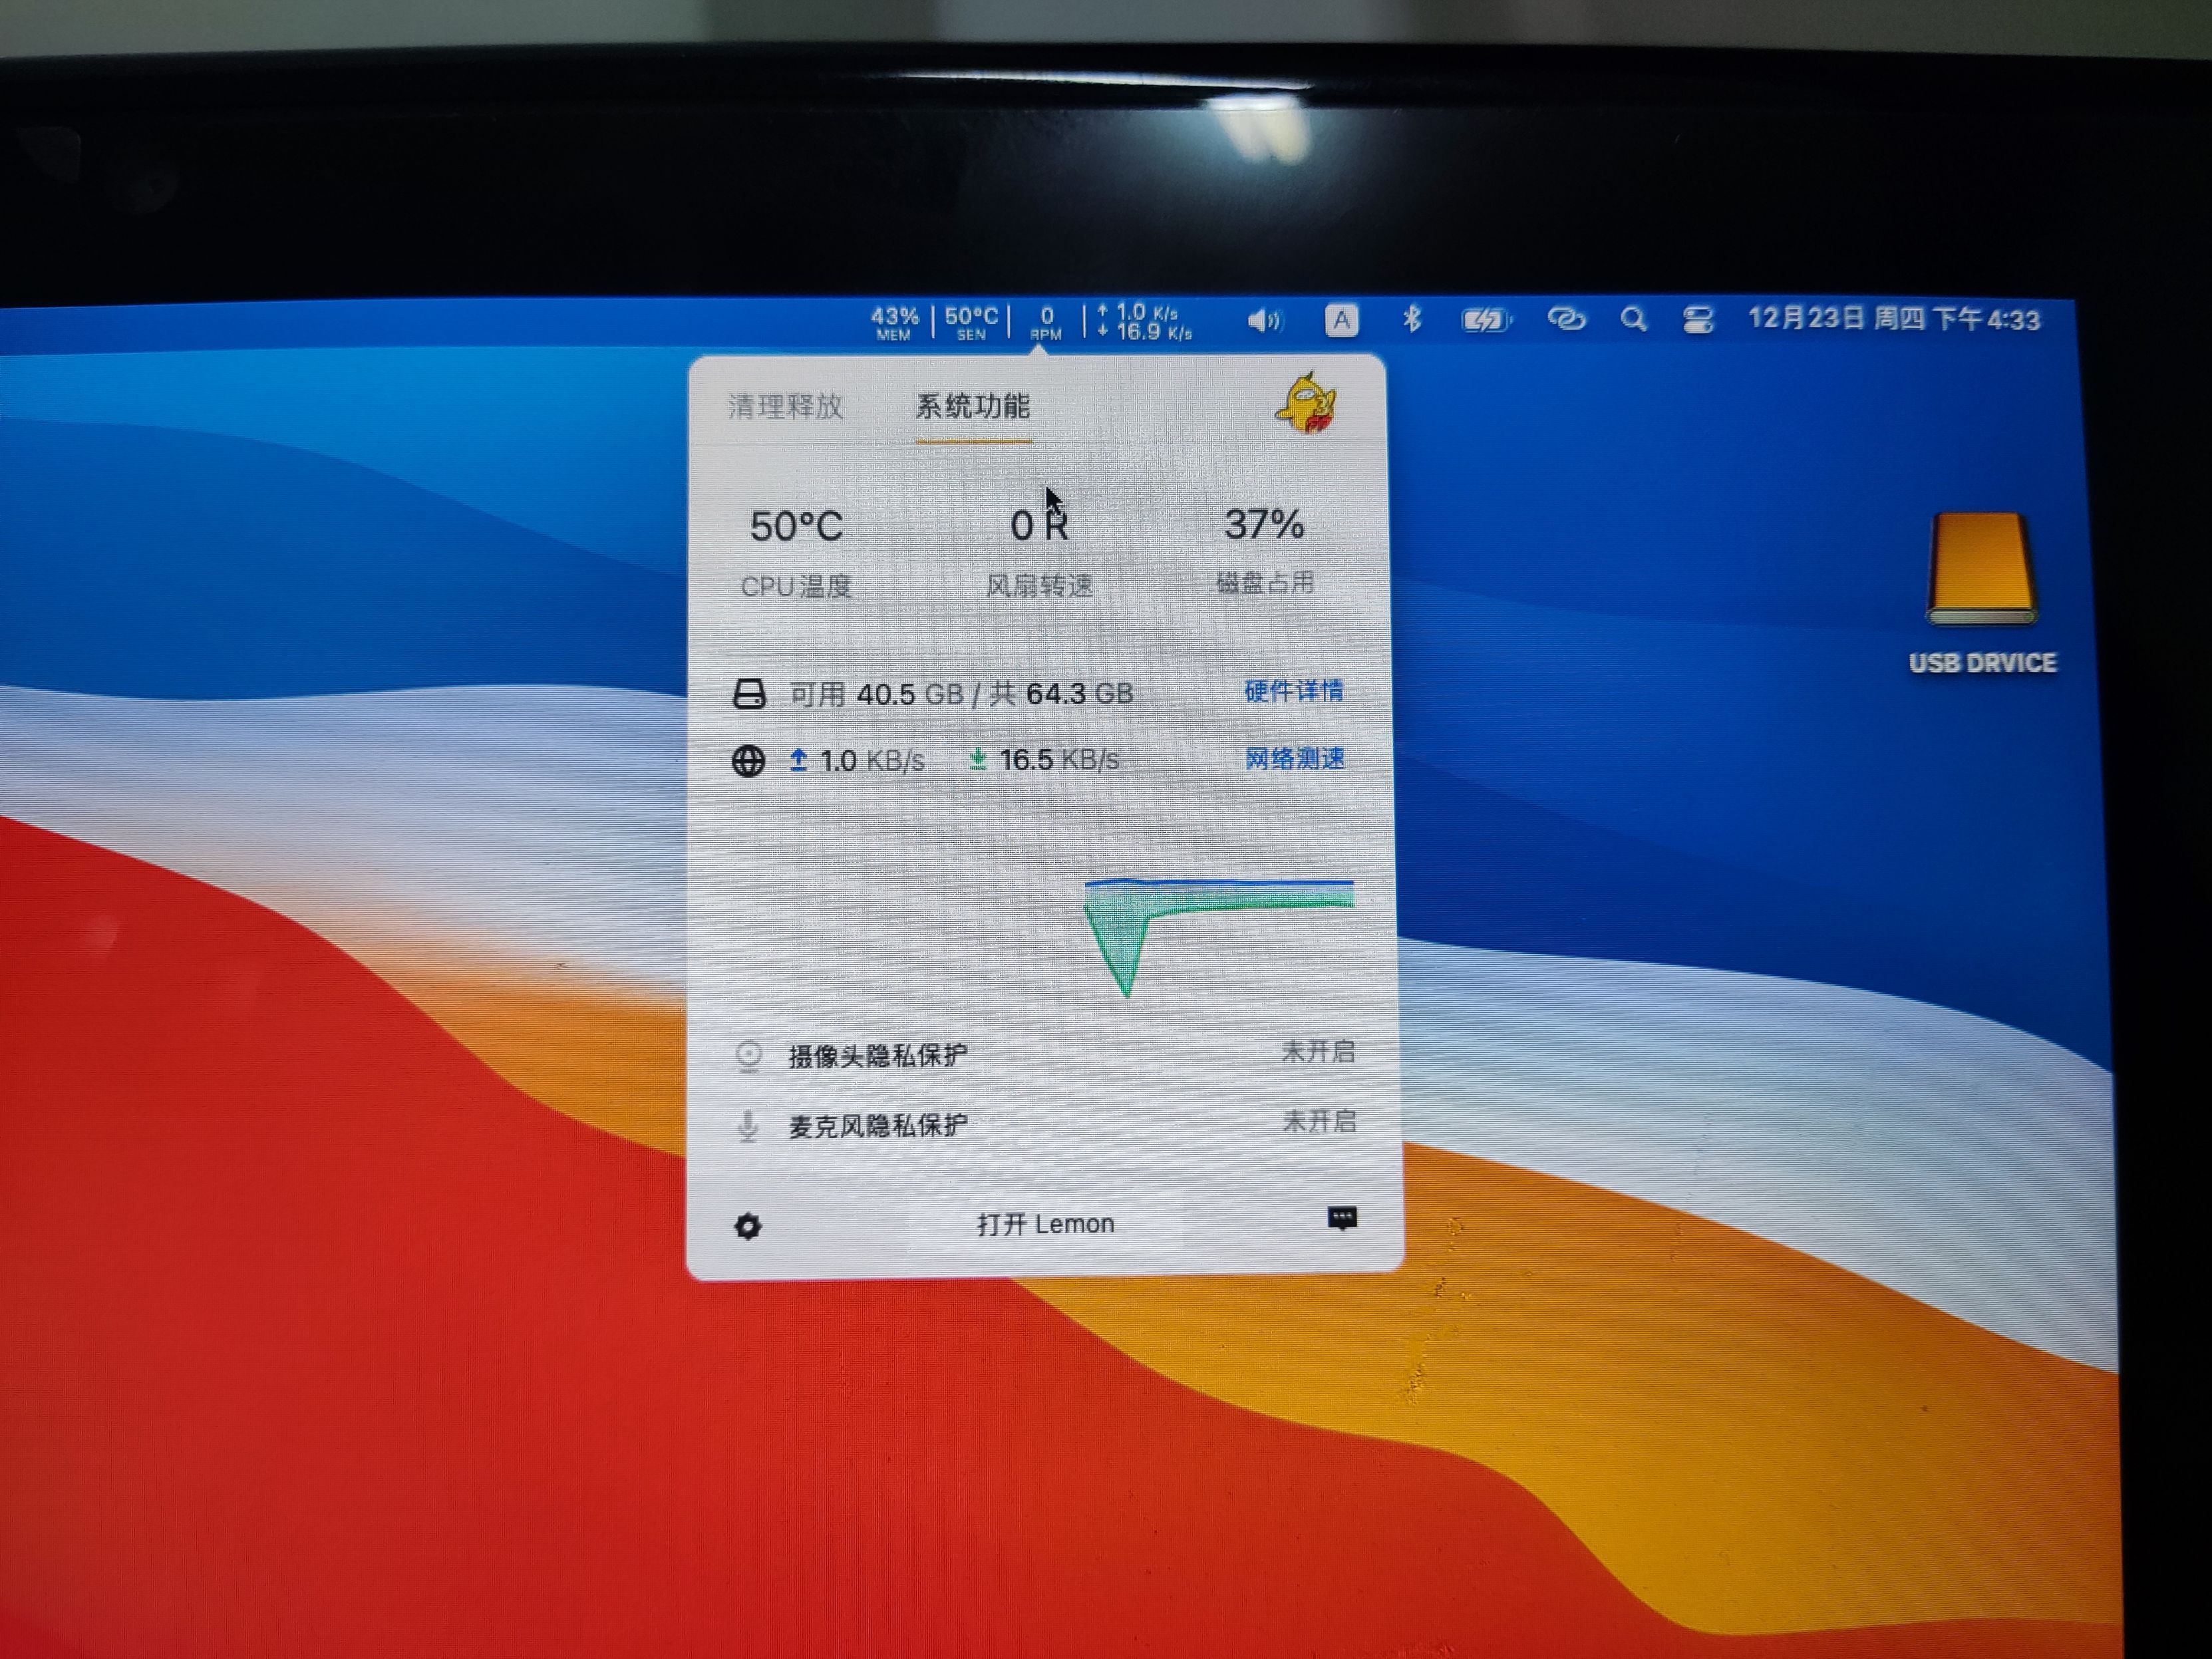 43% 50°C 0 ↑ 1.0 K/s A 12月23日 周四 下午4:33
MEM SEN RPM ↓ 16.9 K/s
清理释放 系统功能
50°C 0 R 37%
CPU温度 风扇转速 磁盘占用
USB DRVICE
可用 40.5 GB / 共 64.3 GB 硬件详情
1.0 KB/s 16.5 KB/s 网络测速
摄像头隐私保护 未开启
麦克风隐私保护 未开启
打开 Lemon